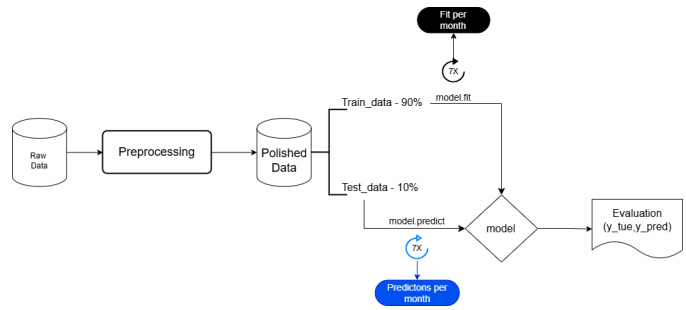 Fit per
month
7X
Train_data - 90%
model.fit
Raw
Data
Preprocessing
Polished
Data
Test_data - 10%
model.predict
model
Evaluation
(y_tue,y_pred)
7X
Predictons per
month